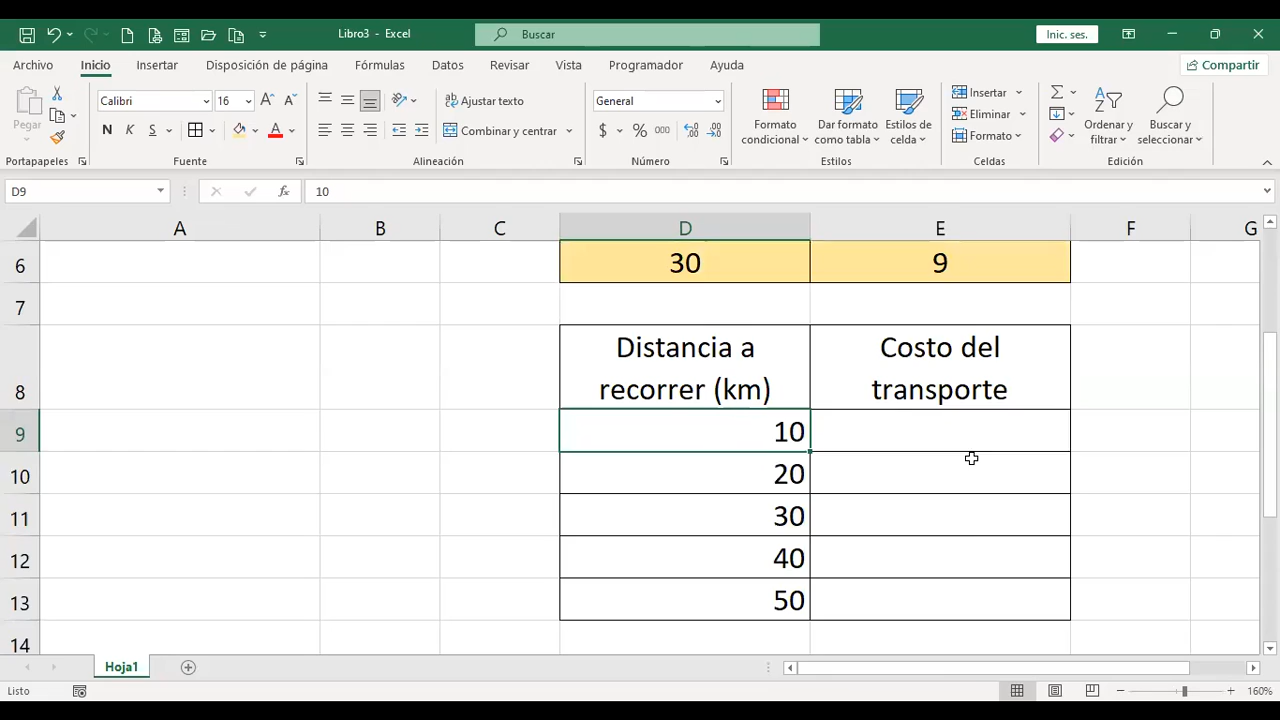 Libro3 - Excel
Buscar
Inic. ses.
Archivo Inicio Insertar Disposición de página Fórmulas Datos Revisar Vista Programador Ayuda
Compartir
Pegar
Calibri 16
N K S
Ajustar texto
Combinar y centrar
General
$ % 000
Formato condicional
Dar formato como tabla
Estilos de celda
Insertar
Eliminar
Formato
Ordenar y filtrar
Buscar y seleccionar
Portapapeles Fuente Alineación Número Estilos Celdas Edición
D9 fx 10
A B C D E F G
6 30 9
7
8 Distancia a recorrer (km) Costo del transporte
9 10
10 20
11 30
12 40
13 50
14
Hoja1
Listo
160%